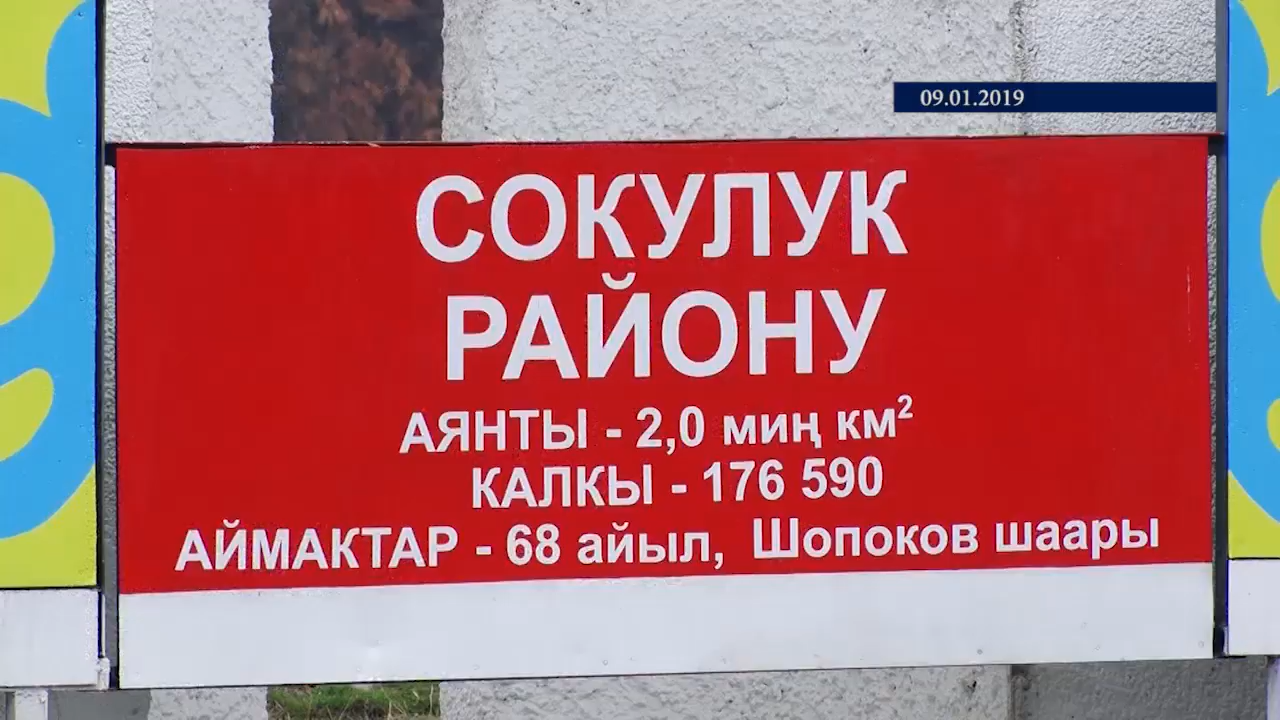 09.01.2019
СОКУЛУК
РАЙОНУ
АЯНТЫ - 2,0 миң км²
КАЛКЫ - 176 590
АЙМАКТАР - 68 айыл, Шопоков шаары